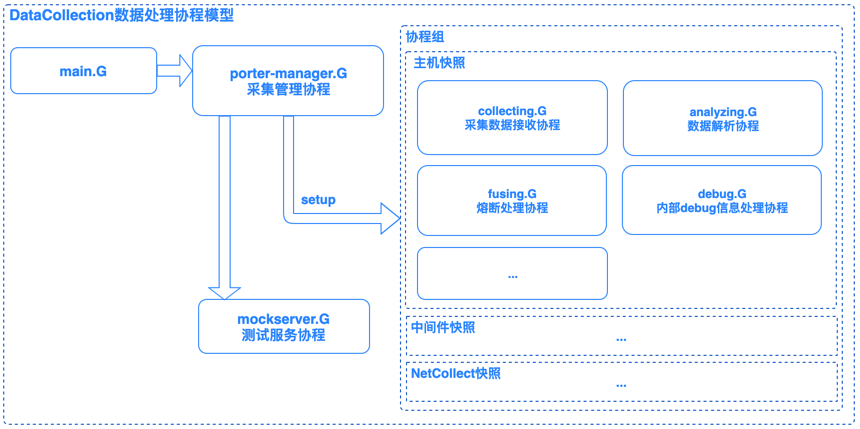 DataCollection数据处理协程模型
main.G
porter-manager.G
采集管理协程
setup
mockserver.G
测试服务协程
协程组
主机快照
collecting.G
采集数据接收协程
analyzing.G
数据解析协程
fusing.G
熔断处理协程
debug.G
内部debug信息处理协程
...
中间件快照
...
NetCollect快照
...